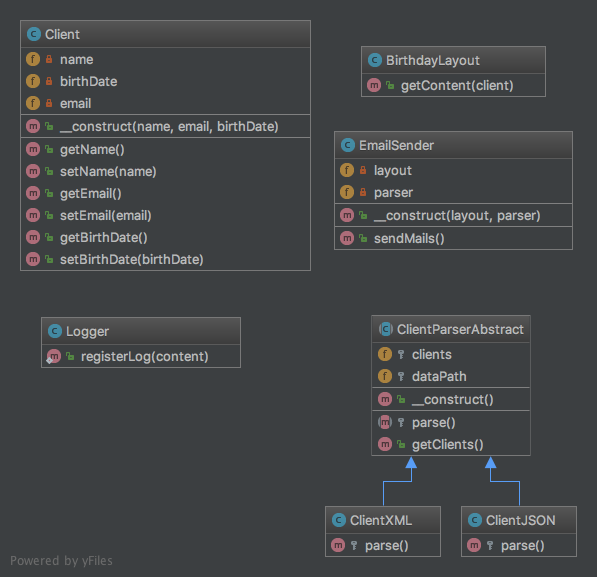 Client
name
birthDate
email
__construct(name, email, birthDate)
getName()
setName(name)
getEmail()
setEmail(email)
getBirthDate()
setBirthDate(birthDate)
BirthdayLayout
getContent(client)
EmailSender
layout
parser
__construct(layout, parser)
sendMails()
Logger
registerLog(content)
ClientParserAbstract
clients
dataPath
__construct()
parse()
getClients()
ClientXML
parse()
ClientJSON
parse()
Powered by yFiles